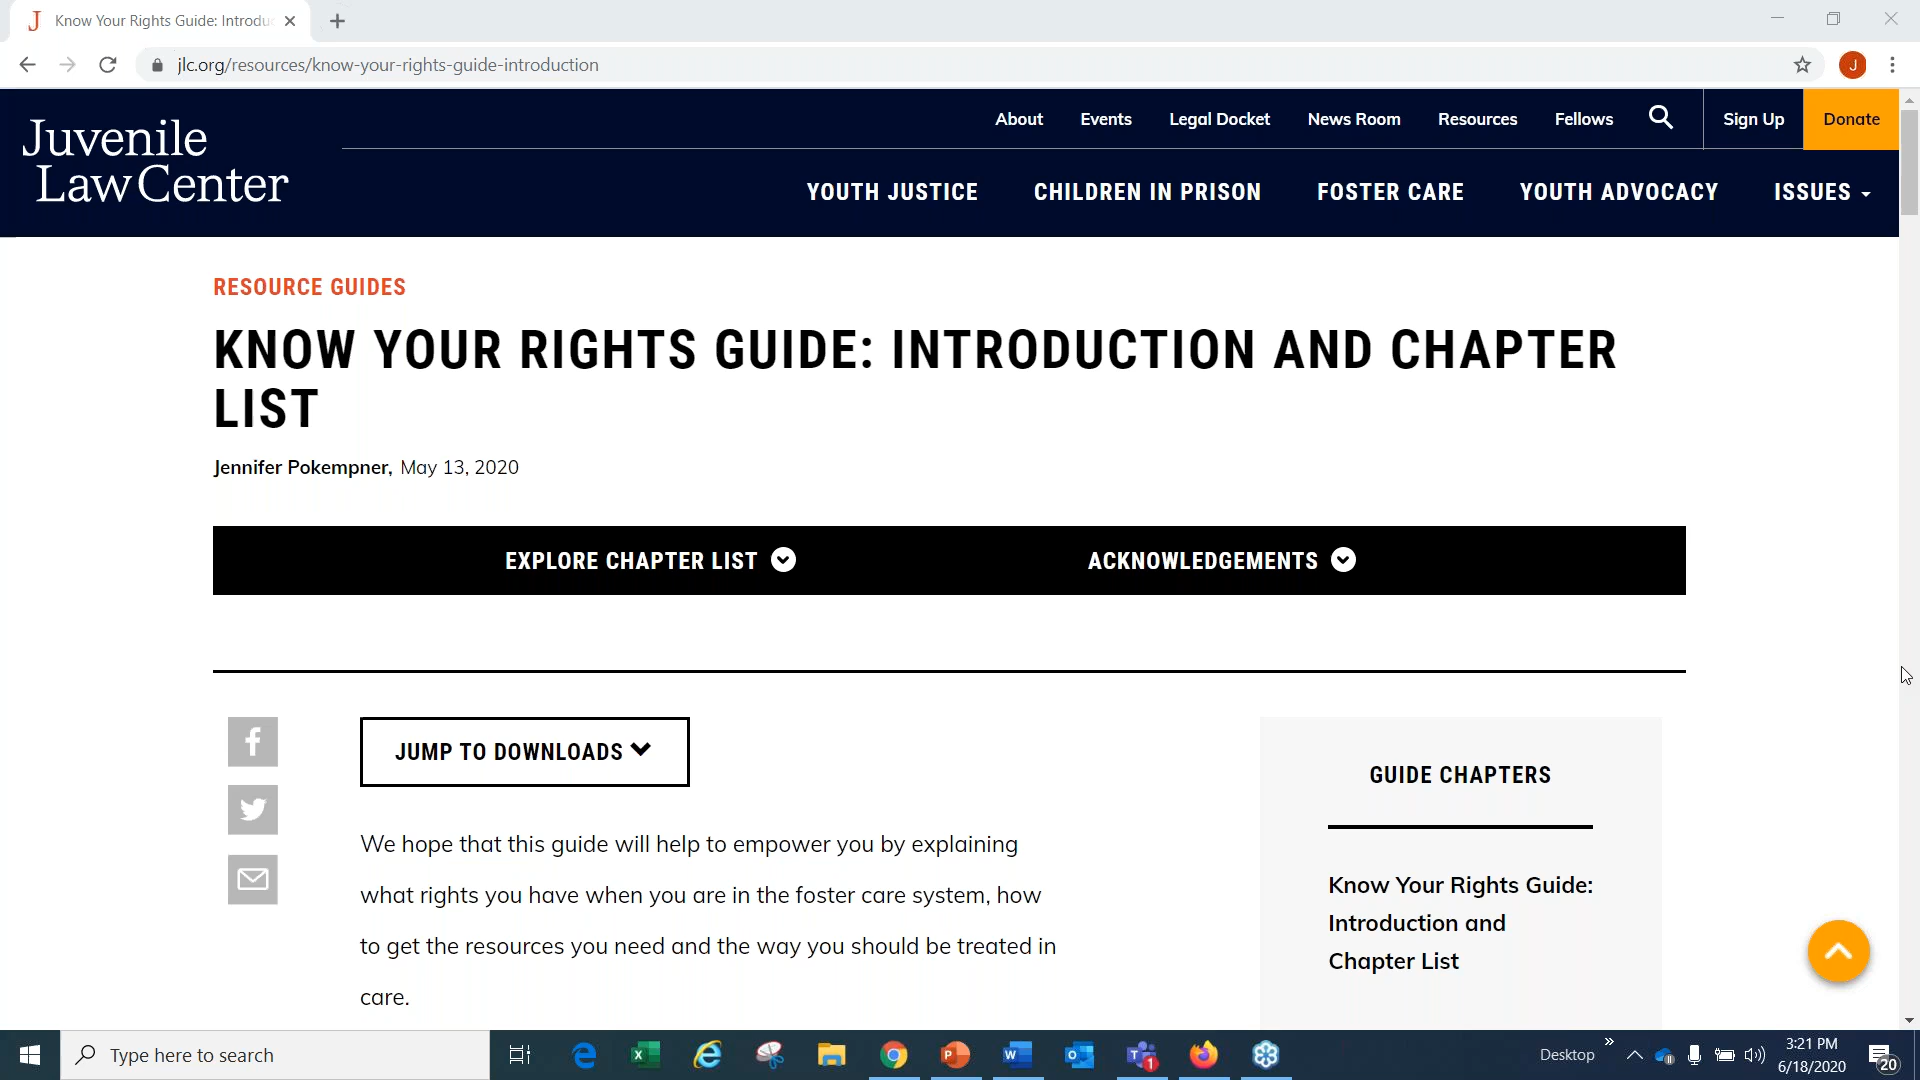 Know Your Rights Guide: Introduc
jlc.org/resources/know-your-rights-guide-introduction
J
Juvenile
Law Center
About Events Legal Docket News Room Resources Fellows Sign Up Donate
YOUTH JUSTICE CHILDREN IN PRISON FOSTER CARE YOUTH ADVOCACY ISSUES
RESOURCE GUIDES
KNOW YOUR RIGHTS GUIDE: INTRODUCTION AND CHAPTER
LIST
Jennifer Pokempner, May 13, 2020
EXPLORE CHAPTER LIST ACKNOWLEDGEMENTS
JUMP TO DOWNLOADS
We hope that this guide will help to empower you by explaining
what rights you have when you are in the foster care system, how
to get the resources you need and the way you should be treated in
care.
GUIDE CHAPTERS
Know Your Rights Guide:
Introduction and
Chapter List
Type here to search
Desktop
3:21 PM
6/18/2020
20